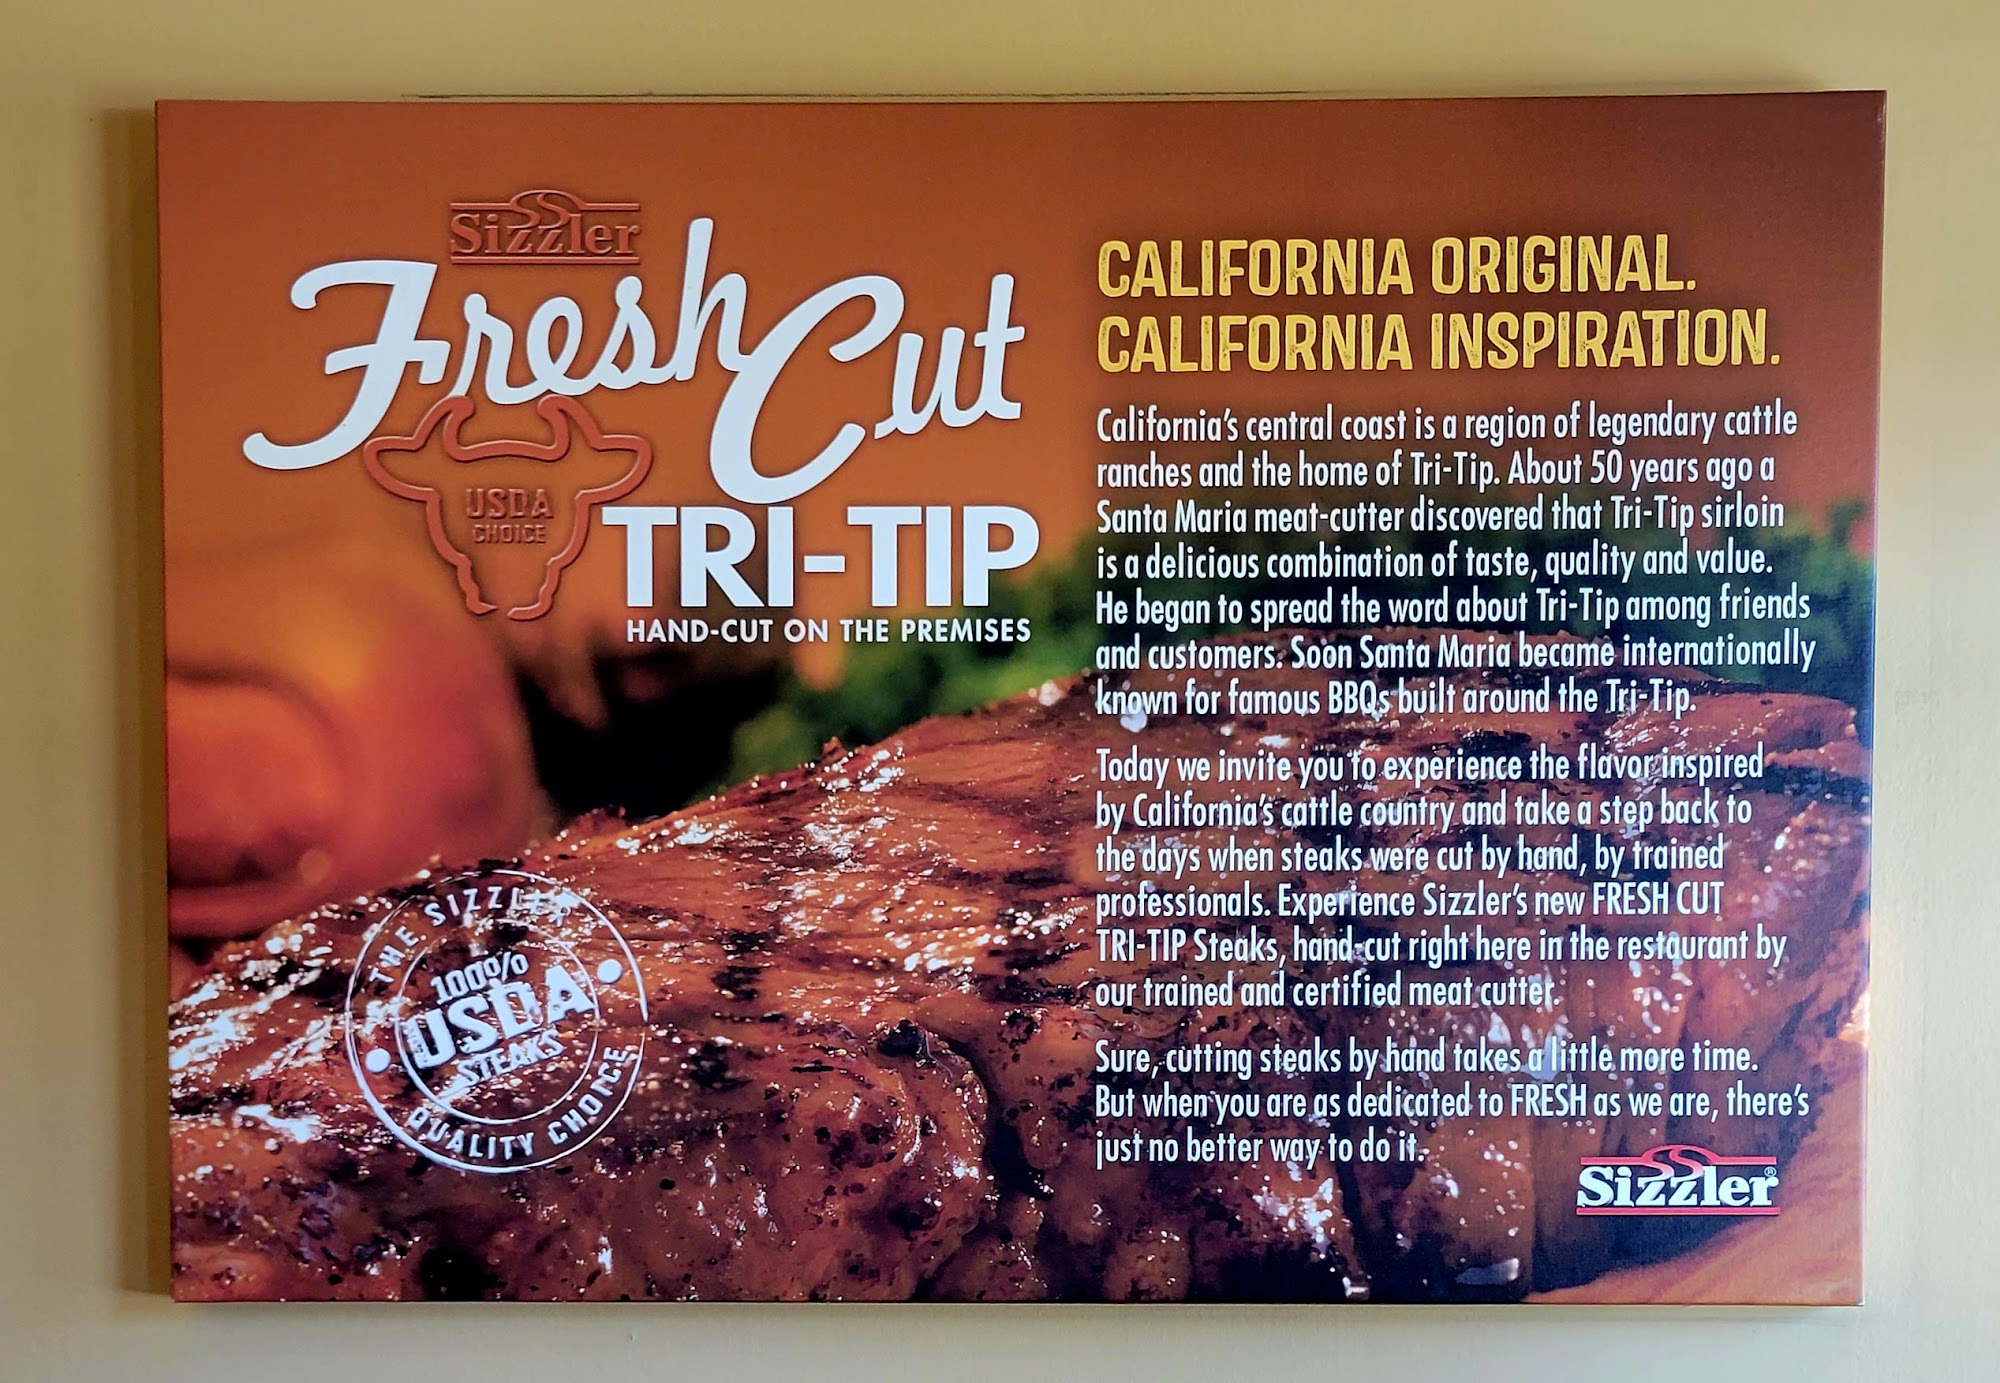 Sizzler
Fresh Cut
USDA
CHOICE
TRI-TIP
HAND-CUT ON THE PREMISES
CALIFORNIA ORIGINAL.
CALIFORNIA INSPIRATION.
California's central coast is a region of legendary cattle
ranches and the home of Tri-Tip. About 50 years ago a
Santa Maria meat-cutter discovered that Tri-Tip sirloin
is a delicious combination of taste, quality and value.
He began to spread the word about Tri-Tip among friends
and customers. Soon Santa Maria became internationally
known for famous BBQs built around the Tri-Tip.
Today we invite you to experience the flavor inspired
by California's cattle country and take a step back to
the days when steaks were cut by hand, by trained
professionals. Experience Sizzler's new FRESH CUT
TRI-TIP Steaks, hand-cut right here in the restaurant by
our trained and certified meat cutter.
Sure, cutting steaks by hand takes a little more time.
But when you are as dedicated to FRESH as we are, there's
just no better way to do it.
THE SIZZLER
100%
USDA
STEAKS
QUALITY CHOICE
Sizzler®